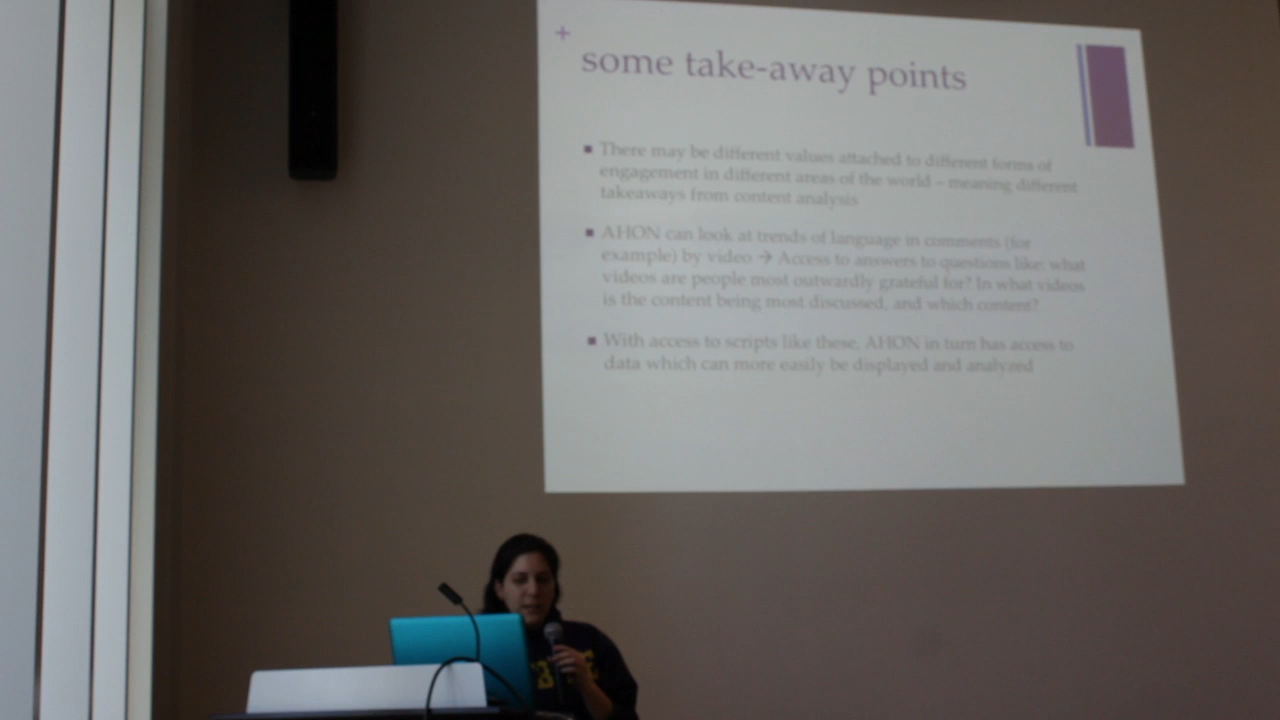 +
some take-away points
■ There may be different values attached to different forms of
engagement in different areas of the world – meaning different
takeaways from content analysis
■ AHON can look at trends of language in comments (for
example) by video → Access to answers to questions like: what
videos are people most outwardly grateful for? In what videos
is the content being most discussed, and which content?
■ With access to scripts like these, AHON in turn has access to
data which can more easily be displayed and analyzed